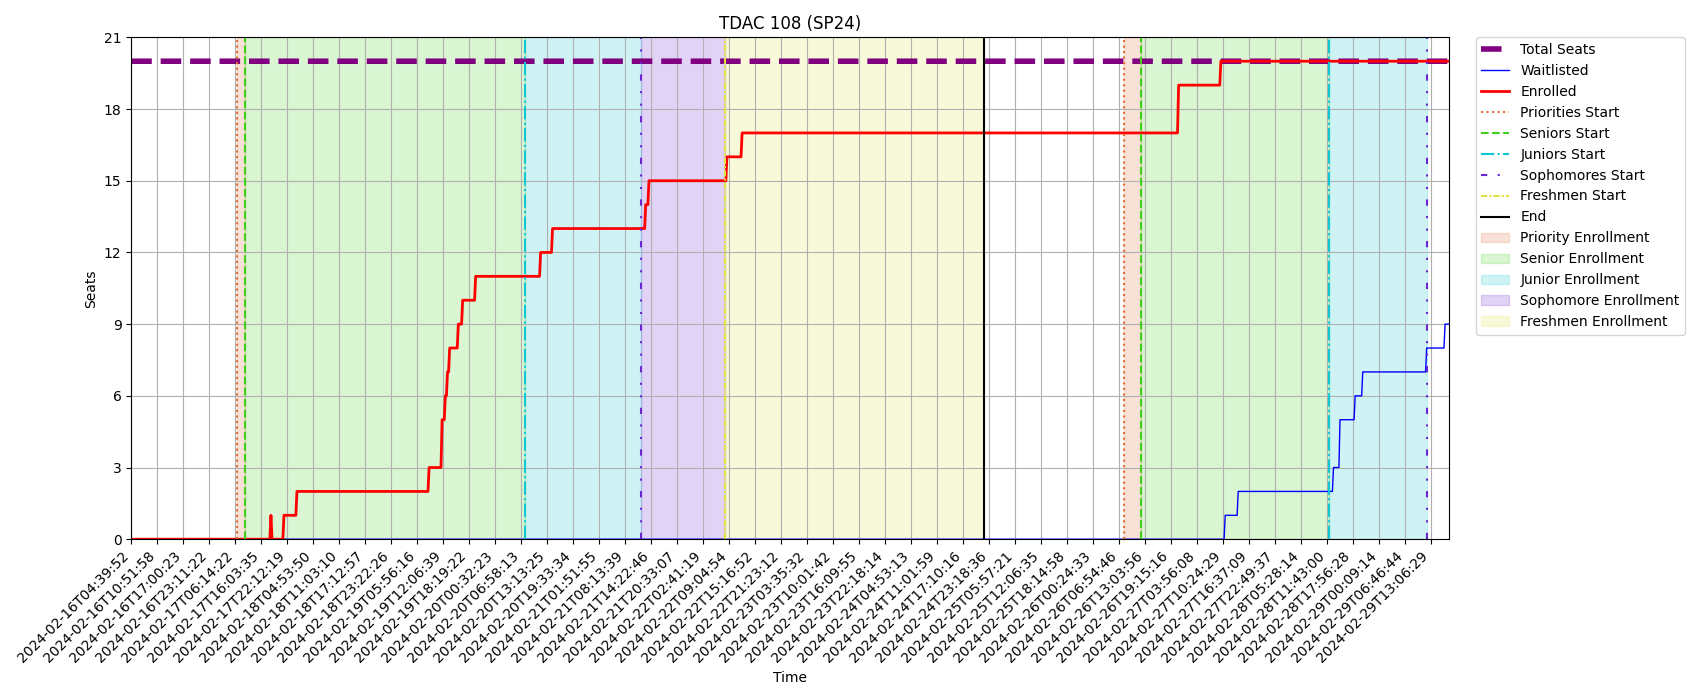 TDAC 108 (SP24)
21
18
15
12
9
6
3
0
Seats
2024-02-16T04:39:52
2024-02-16T10:51:58
2024-02-16T17:00:23
2024-02-16T23:11:22
2024-02-17T06:14:22
2024-02-17T16:03:35
2024-02-17T22:12:19
2024-02-18T04:53:50
2024-02-18T11:03:10
2024-02-18T17:12:57
2024-02-18T23:22:26
2024-02-19T05:56:16
2024-02-19T12:06:39
2024-02-19T18:19:22
2024-02-20T00:32:23
2024-02-20T06:58:13
2024-02-20T13:13:25
2024-02-20T19:33:34
2024-02-21T01:51:55
2024-02-21T08:13:39
2024-02-21T14:22:46
2024-02-21T20:33:07
2024-02-22T02:41:19
2024-02-22T09:04:54
2024-02-22T15:16:52
2024-02-22T21:23:12
2024-02-23T03:35:32
2024-02-23T10:01:42
2024-02-23T16:09:55
2024-02-23T22:18:14
2024-02-24T04:53:13
2024-02-24T11:01:59
2024-02-24T17:10:16
2024-02-24T23:18:36
2024-02-25T05:57:21
2024-02-25T12:06:35
2024-02-25T18:14:58
2024-02-26T00:24:33
2024-02-26T06:54:46
2024-02-26T13:03:56
2024-02-26T19:15:16
2024-02-27T03:56:08
2024-02-27T10:24:29
2024-02-27T16:37:09
2024-02-27T22:49:37
2024-02-28T05:28:14
2024-02-28T11:43:00
2024-02-28T17:56:28
2024-02-29T00:09:14
2024-02-29T06:46:44
2024-02-29T13:06:29
Time
Total Seats
Waitlisted
Enrolled
Priorities Start
Seniors Start
Juniors Start
Sophomores Start
Freshmen Start
End
Priority Enrollment
Senior Enrollment
Junior Enrollment
Sophomore Enrollment
Freshmen Enrollment